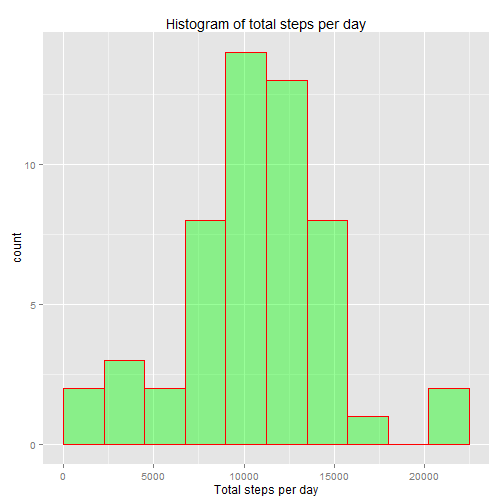 Histogram of total steps per day
count
10
5
0
0 5000 10000 15000 20000
Total steps per day